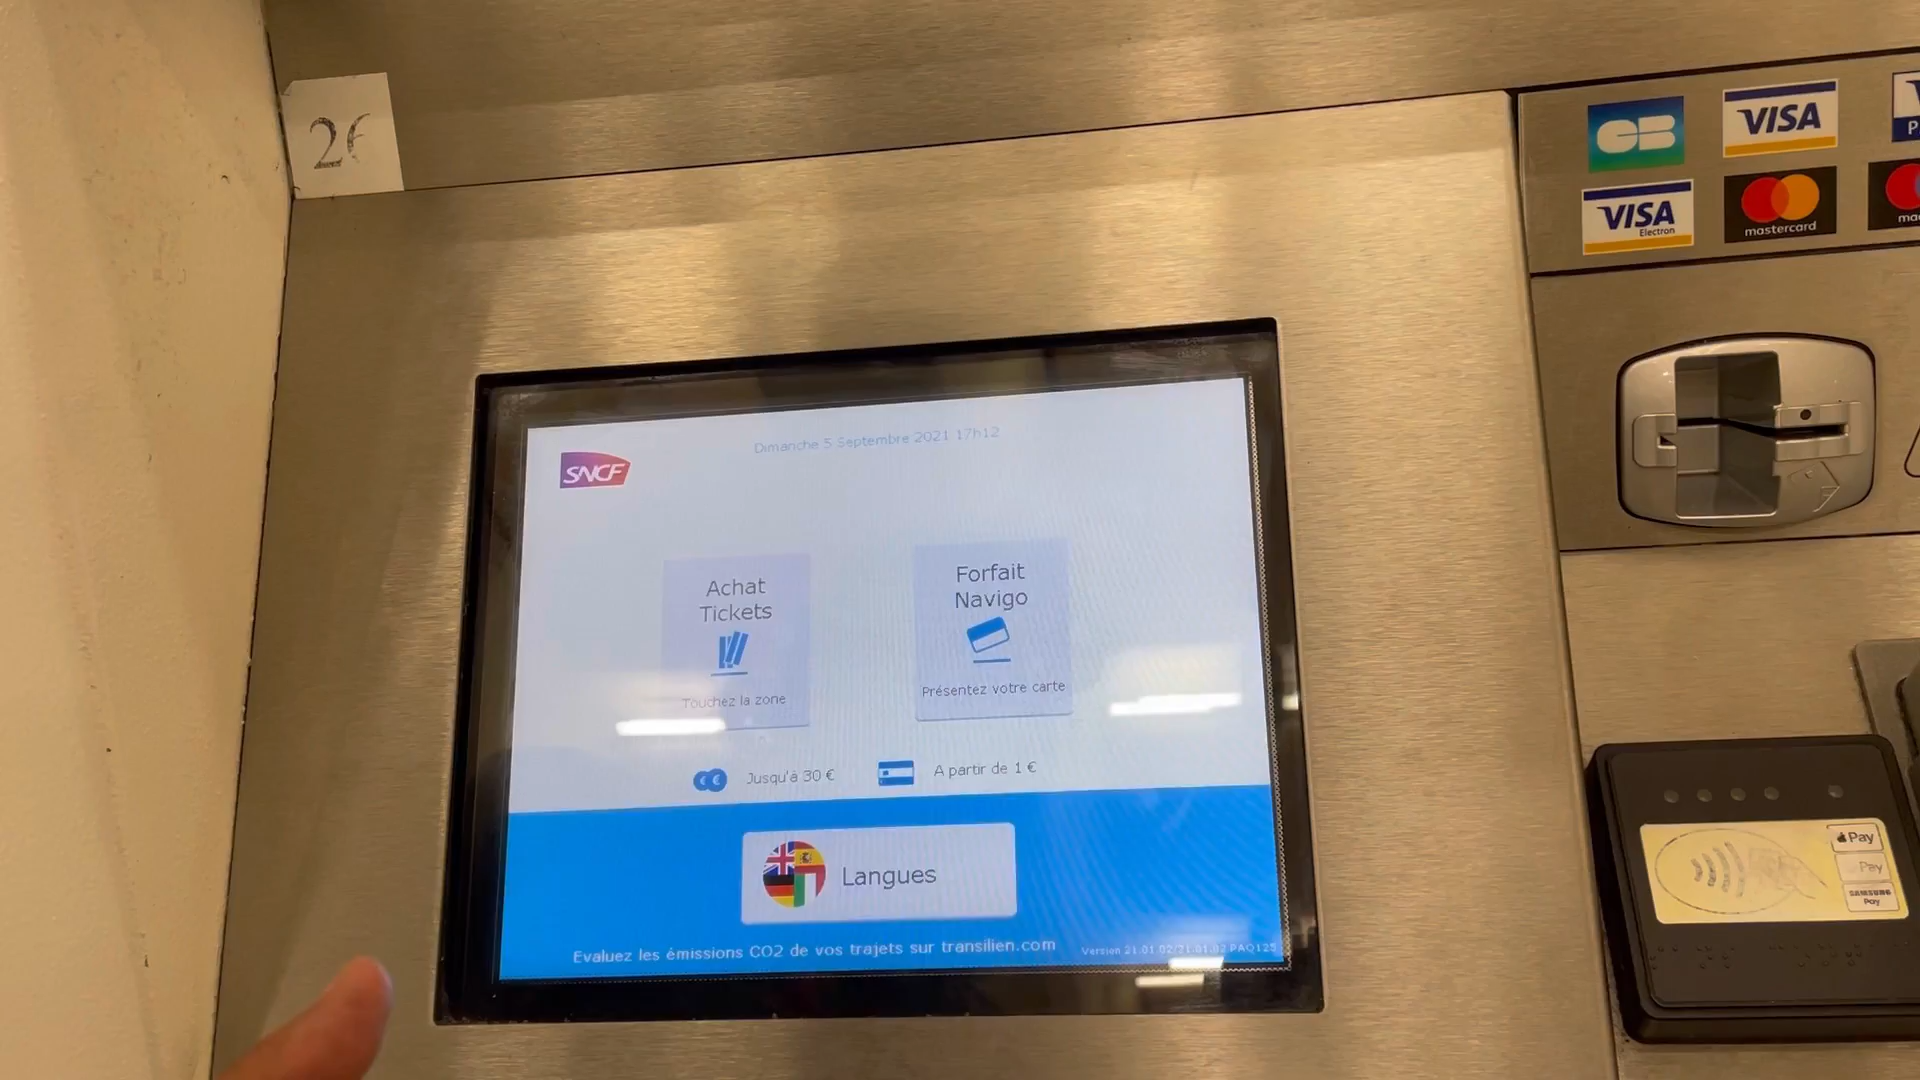 2€
CB
VISA
VISA
Electron
mastercard
SNCF
Dimanche 5 Septembre 2021 17h12
Achat
Tickets
Touchez la zone
Forfait
Navigo
Présentez votre carte
Jusqu'à 30 €
A partir de 1 €
Langues
Evaluez les émissions CO2 de vos trajets sur transilien.com
Version 21.01.02/21.01.02 PAQ125
Pay
Pay
SAMSUNG
Pay